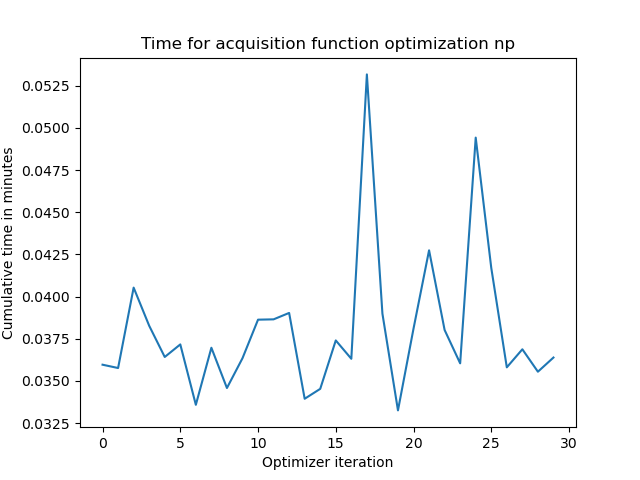 Time for acquisition function optimization np
Cumulative time in minutes
0.0525
0.0500
0.0475
0.0450
0.0425
0.0400
0.0375
0.0350
0.0325
0 5 10 15 20 25 30
Optimizer iteration